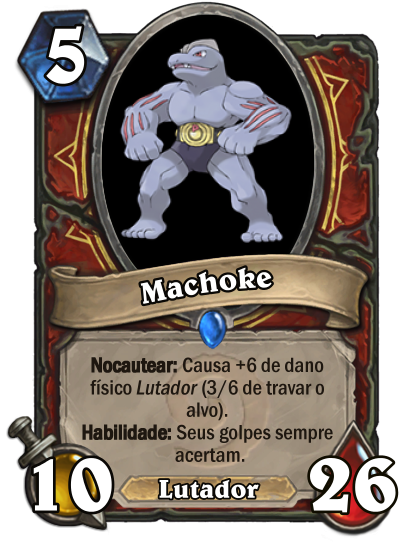 5
Machoke
Nocautear: Causa +6 de dano
físico Lutador (3/6 de travar o
alvo).
Habilidade: Seus golpes sempre
acertam.
10
Lutador
26